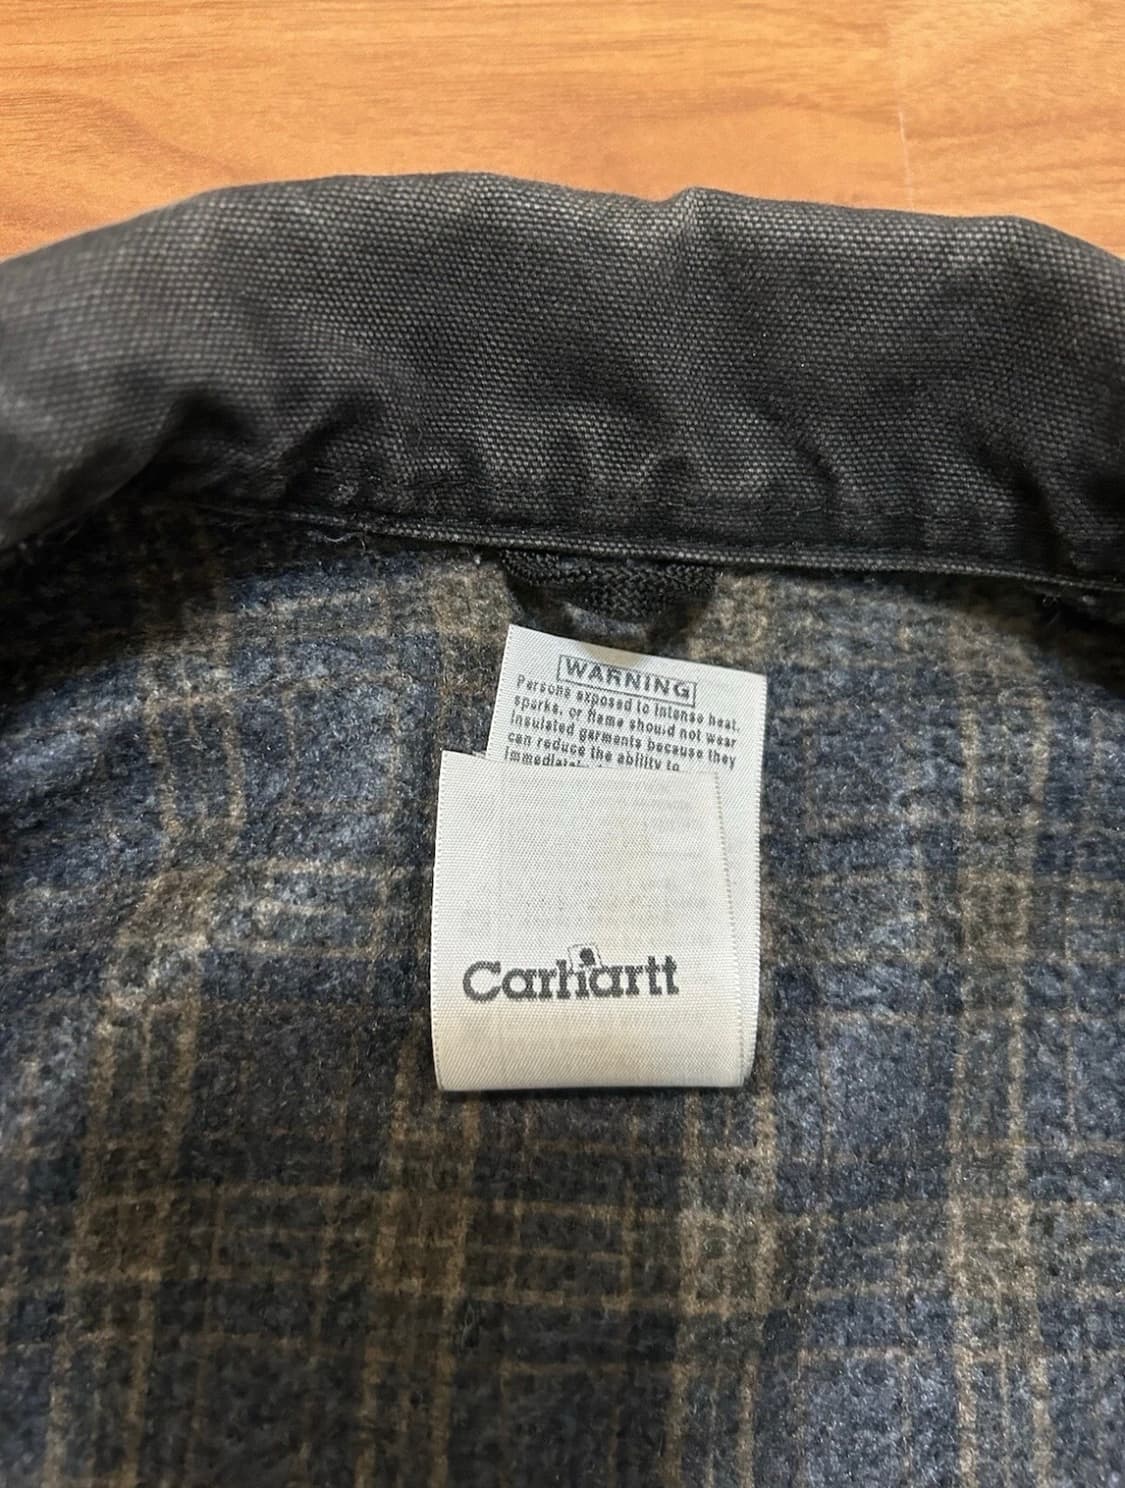 WARNING
Persons exposed to intense heat,
sparks, or flame should not wear
insulated garments because they
can reduce the ability to
immediately
Carhartt